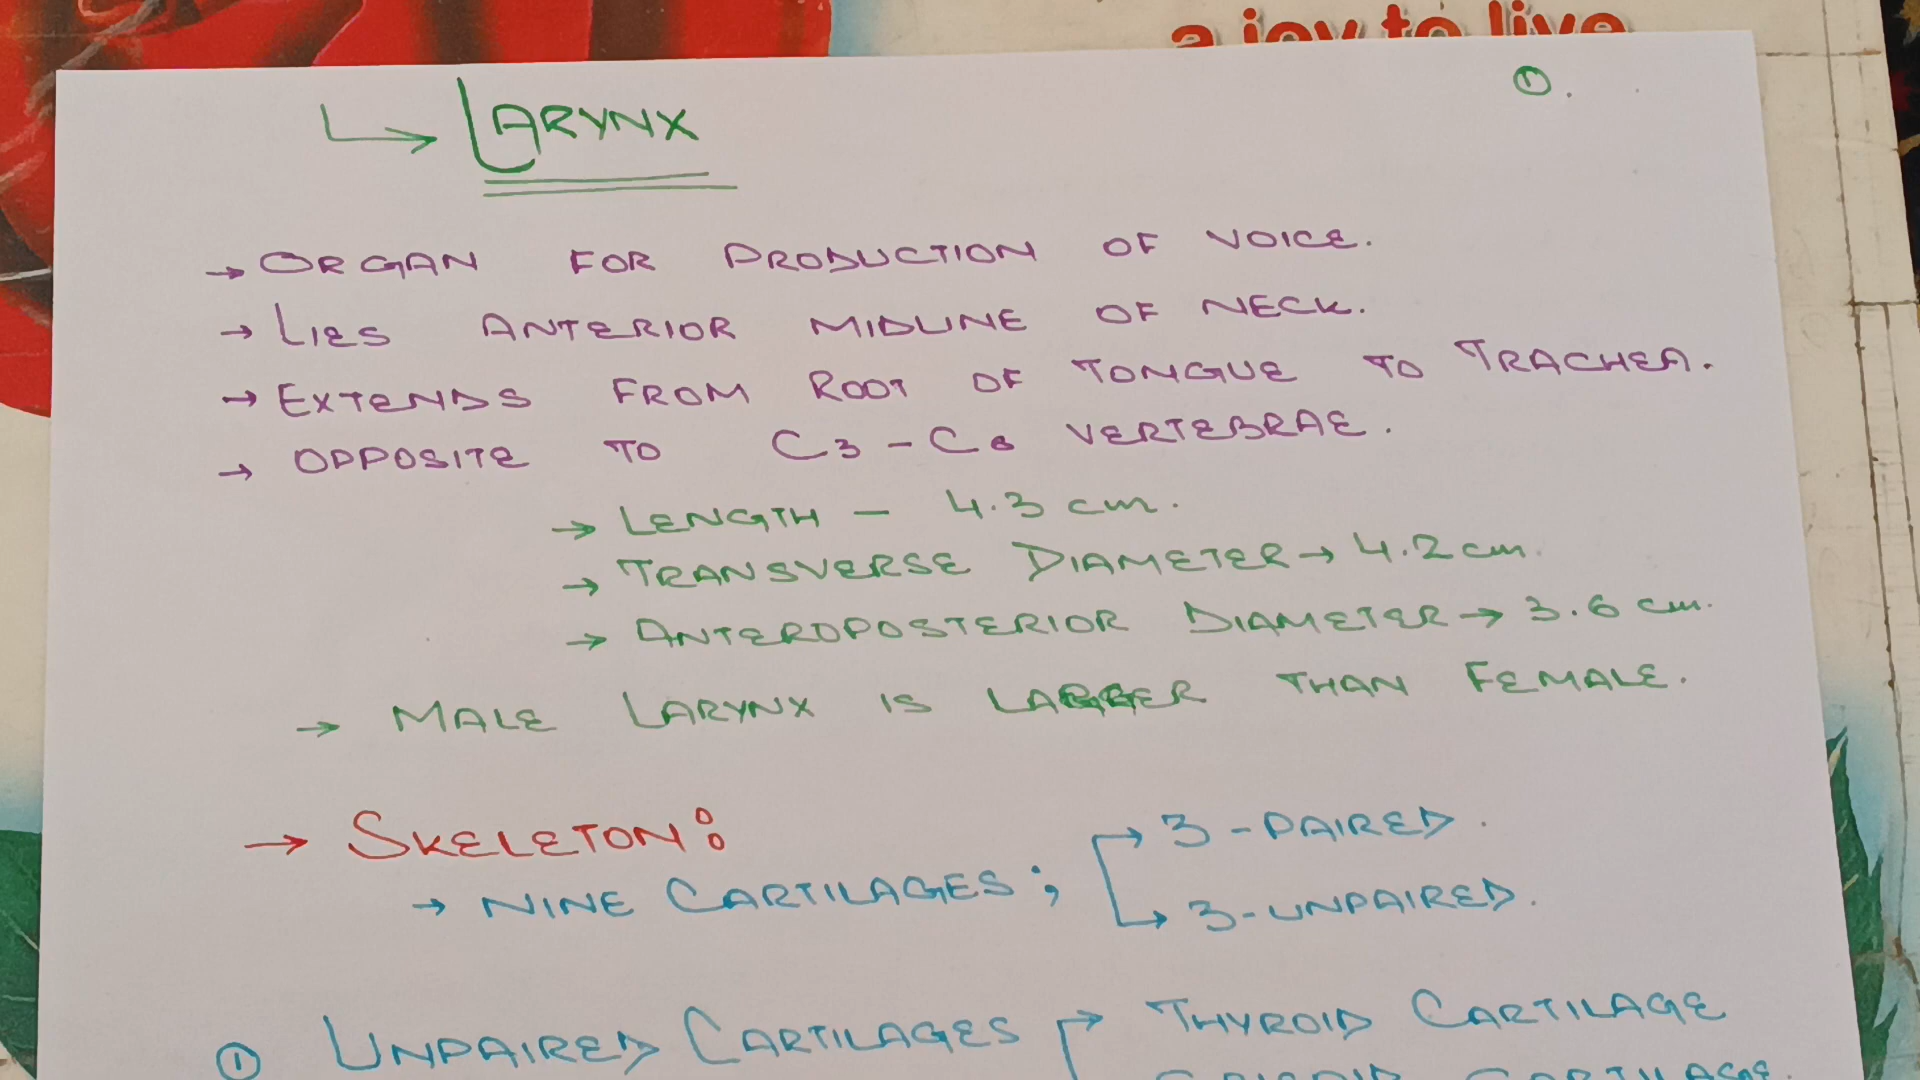 a joy to live
①.
↳ LARYNX
→ ORGAN FOR PRODUCTION OF VOICE.
→ LIES ANTERIOR MIDLINE OF NECK.
→ EXTENDS FROM ROOT OF TONGUE TO TRACHEA.
→ OPPOSITE TO C3 - C6 VERTEBRAE.
→ LENGTH - 4.3 cm.
→ TRANSVERSE DIAMETER → 4.2 cm.
→ ANTEROPOSTERIOR DIAMETER → 3.6 cm.
→ MALE LARYNX IS LARGER THAN FEMALE.
→ SKELETON:
→ 3 - PAIRED.
→ NINE CARTILAGES ;
→ 3 - UNPAIRED.
① UNPAIRED CARTILAGES → THYROID CARTILAGE
CRICOID CARTILAGE.